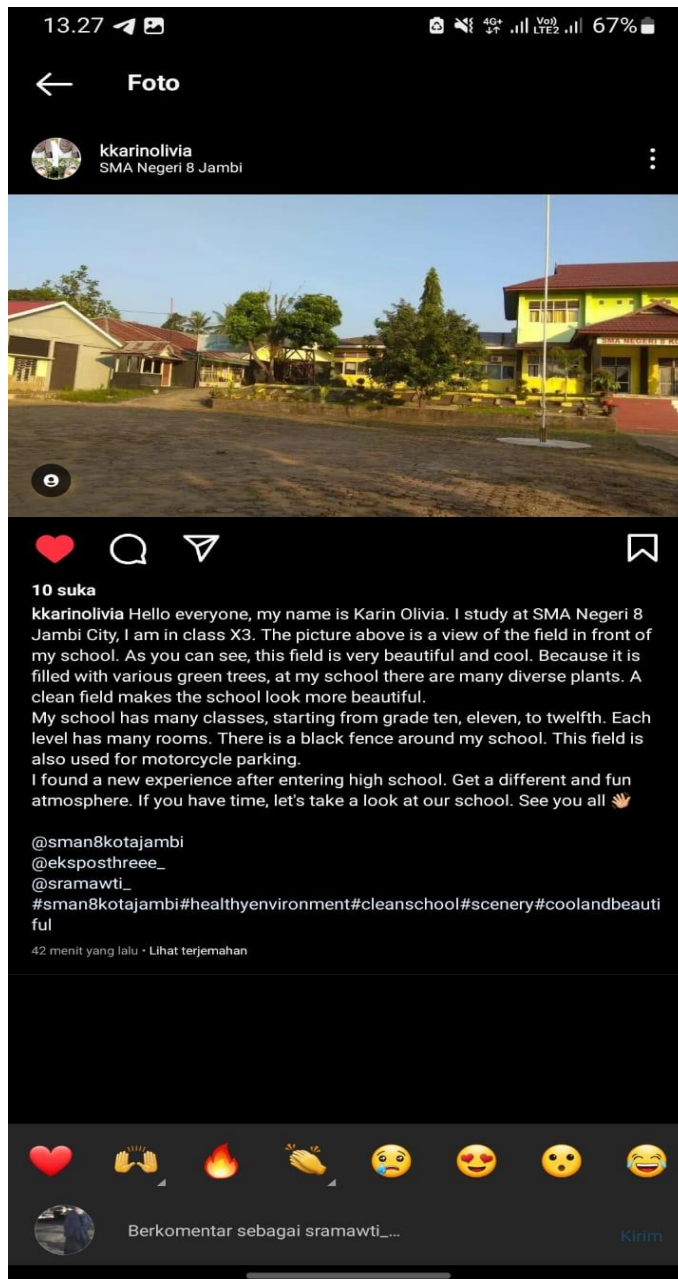 13.27
4G+
Vo))
LTE2
67%
Foto
kkarinolivia
SMA Negeri 8 Jambi
SMA NEGERI 8 K
10 suka
kkarinolivia Hello everyone, my name is Karin Olivia. I study at SMA Negeri 8
Jambi City, I am in class X3. The picture above is a view of the field in front of
my school. As you can see, this field is very beautiful and cool. Because it is
filled with various green trees, at my school there are many diverse plants. A
clean field makes the school look more beautiful.
My school has many classes, starting from grade ten, eleven, to twelfth. Each
level has many rooms. There is a black fence around my school. This field is
also used for motorcycle parking.
I found a new experience after entering high school. Get a different and fun
atmosphere. If you have time, let's take a look at our school. See you all 👋🏼
@sman8kotajambi
@eksposthreee_
@sramawti_
#sman8kotajambi#healthyenvironment#cleanschool#scenery#coolandbeauti
ful
42 menit yang lalu • Lihat terjemahan
Berkomentar sebagai sramawti_...
Kirim